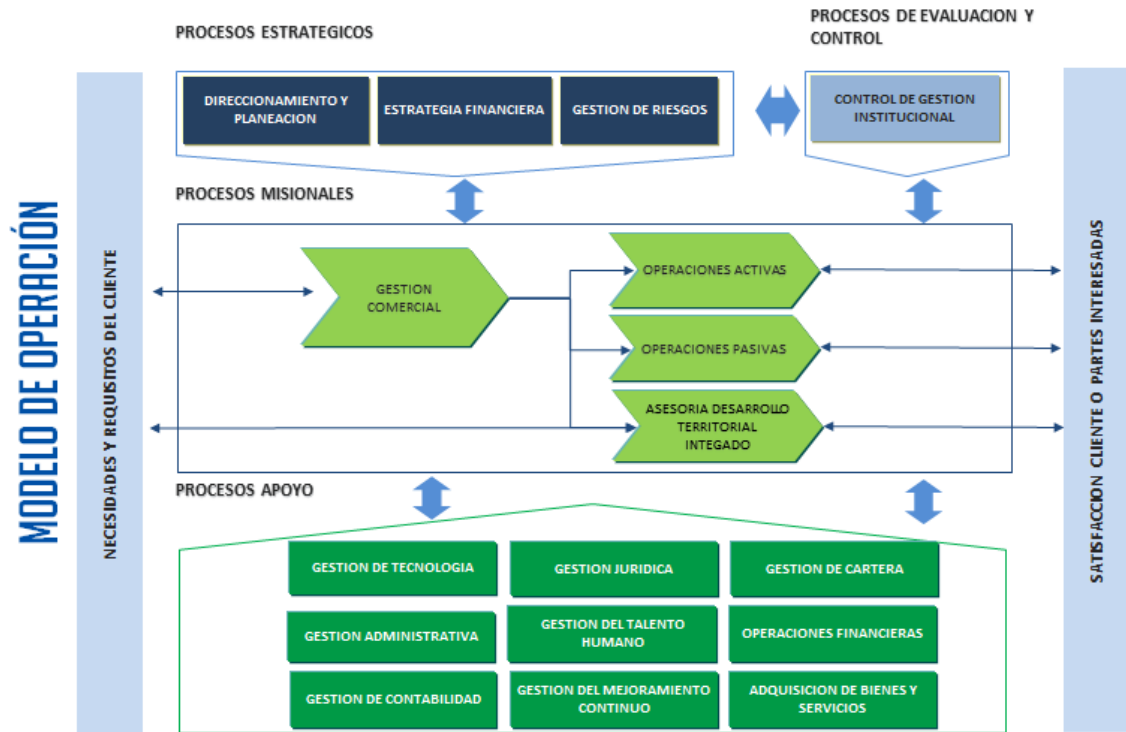 PROCESOS ESTRATEGICOS
PROCESOS DE EVALUACION Y
CONTROL
DIRECCIONAMIENTO Y
PLANEACION
ESTRATEGIA FINANCIERA
GESTION DE RIESGOS
CONTROL DE GESTION
INSTITUCIONAL
MODELO DE OPERACIÓN
NECESIDADES Y REQUISITOS DEL CLIENTE
PROCESOS MISIONALES
GESTION
COMERCIAL
OPERACIONES ACTIVAS
OPERACIONES PASIVAS
ASESORIA DESARROLLO
TERRITORIAL
INTEGADO
SATISFACCION CLIENTE O PARTES INTERESADAS
PROCESOS APOYO
GESTION DE TECNOLOGIA
GESTION JURIDICA
GESTION DE CARTERA
GESTION ADMINISTRATIVA
GESTION DEL TALENTO
HUMANO
OPERACIONES FINANCIERAS
GESTION DE CONTABILIDAD
GESTION DEL MEJORAMIENTO
CONTINUO
ADQUISICION DE BIENES Y
SERVICIOS